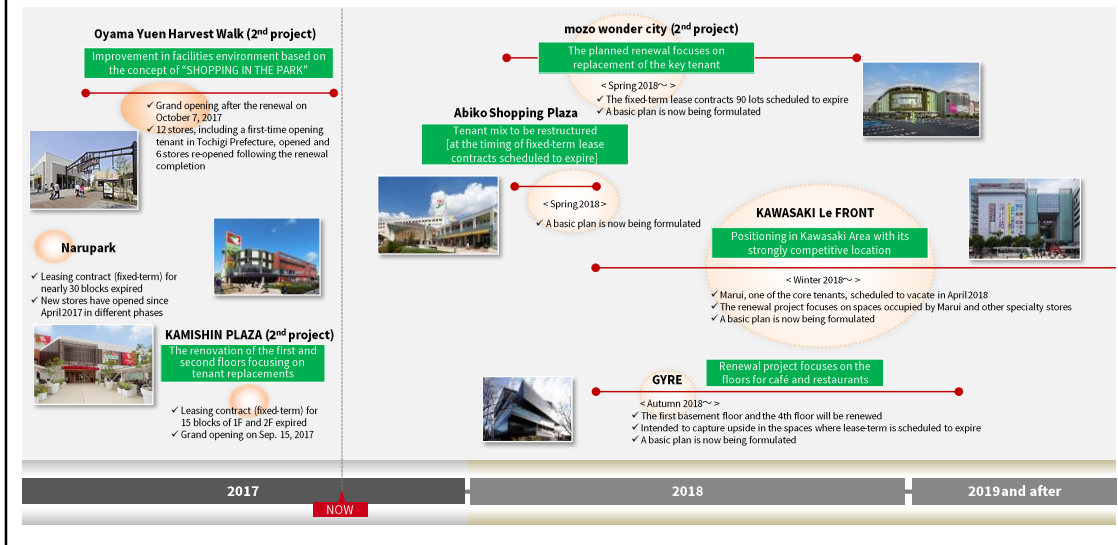 Oyama Yuen Harvest Walk (2nd project)
Improvement in facilities environment based on
the concept of “SHOPPING IN THE PARK”
✓ Grand opening after the renewal on
October 7, 2017
✓ 12 stores, including a first-time opening
tenant in Tochigi Prefecture, opened and
6 stores re-opened following the renewal
completion
Narupark
✓ Leasing contract (fixed-term) for
nearly 30 blocks expired
✓ New stores have opened since
April 2017 in different phases
KAMISHIN PLAZA (2nd project)
The renovation of the first and
second floors focusing on
tenant replacements
✓ Leasing contract (fixed-term) for
15 blocks of 1F and 2F expired
✓ Grand opening on Sep. 15, 2017
mozo wonder city (2nd project)
The planned renewal focuses on
replacement of the key tenant
< Spring 2018～ >
✓ The fixed-term lease contracts 90 lots scheduled to expire
✓ A basic plan is now being formulated
Abiko Shopping Plaza
Tenant mix to be restructured
[at the timing of fixed-term lease
contracts scheduled to expire]
< Spring 2018 >
✓ A basic plan is now being formulated
KAWASAKI Le FRONT
Positioning in Kawasaki Area with its
strongly competitive location
< Winter 2018～ >
✓ Marui, one of the core tenants, scheduled to vacate in April 2018
✓ The renewal project focuses on spaces occupied by Marui and other specialty stores
✓ A basic plan is now being formulated
GYRE
Renewal project focuses on the
floors for café and restaurants
< Autumn 2018～ >
✓ The first basement floor and the 4th floor will be renewed
✓ Intended to capture upside in the spaces where lease-term is scheduled to expire
✓ A basic plan is now being formulated
2017
2018
2019 and after
NOW